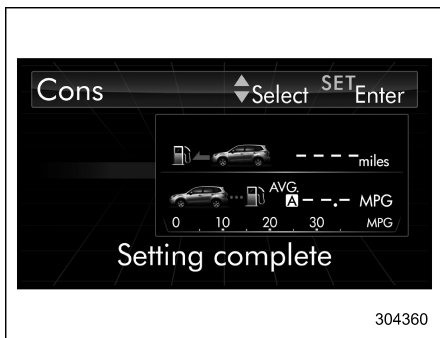 Cons Select SET Enter
---- miles
AVG. A --.- MPG
0 10 20 30 MPG
Setting complete
304360